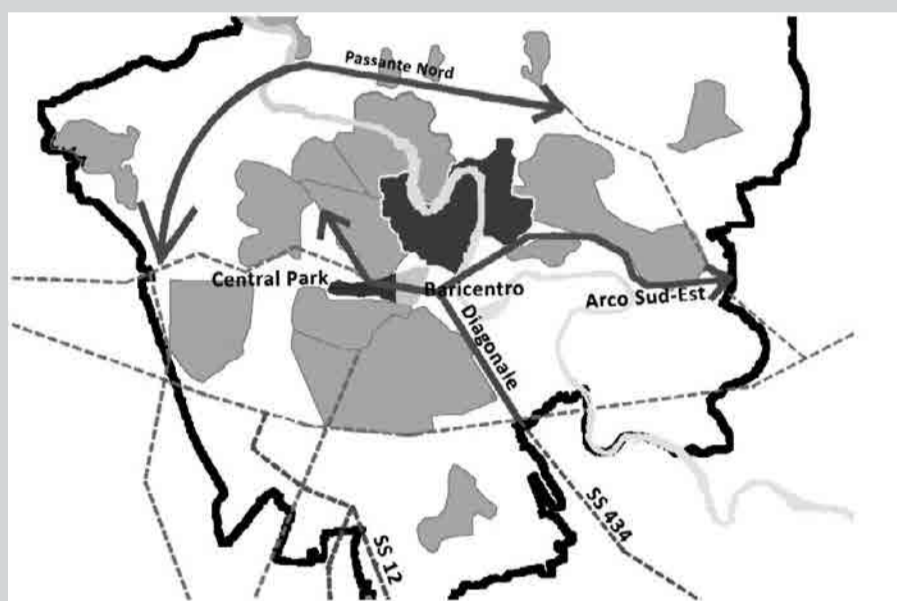 Passante Nord
Central Park
Baricentro
Arco Sud-Est
Diagonale
SS 434
SS 12